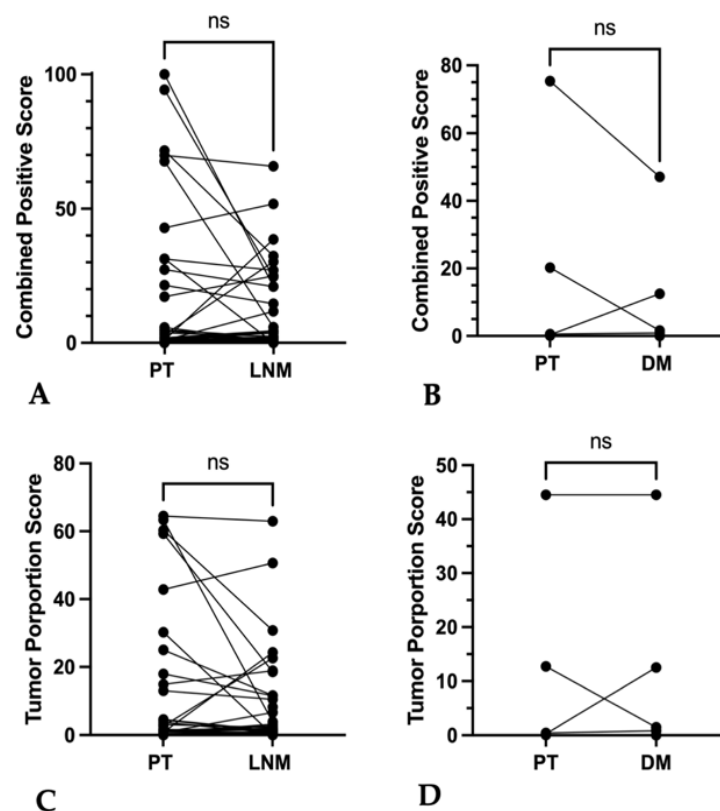 ns
Combined Positive Score
100
50
0
PT LNM
A
ns
Combined Positive Score
80
60
40
20
0
PT DM
B
ns
Tumor Porportion Score
80
60
40
20
0
PT LNM
C
ns
Tumor Porportion Score
50
40
30
20
10
0
PT DM
D